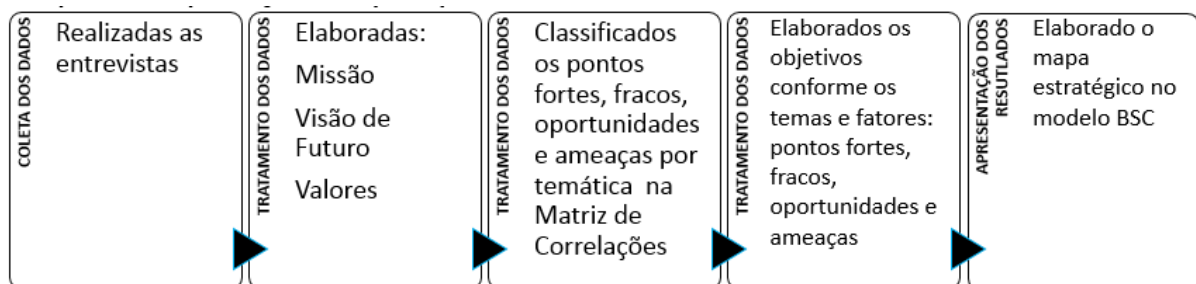 COLETA DOS DADOS
Realizadas as
entrevistas
TRATAMENTO DOS DADOS
Elaboradas:
Missão
Visão de
Futuro
Valores
TRATAMENTO DOS DADOS
Classificados
os pontos
fortes, fracos,
oportunidades
e ameaças por
temática na
Matriz de
Correlações
TRATAMENTO DOS DADOS
Elaborados os
objetivos
conforme os
temas e fatores:
pontos fortes,
fracos,
oportunidades e
ameaças
APRESENTAÇÃO DOS
RESUTLADOS
Elaborado o
mapa
estratégico no
modelo BSC